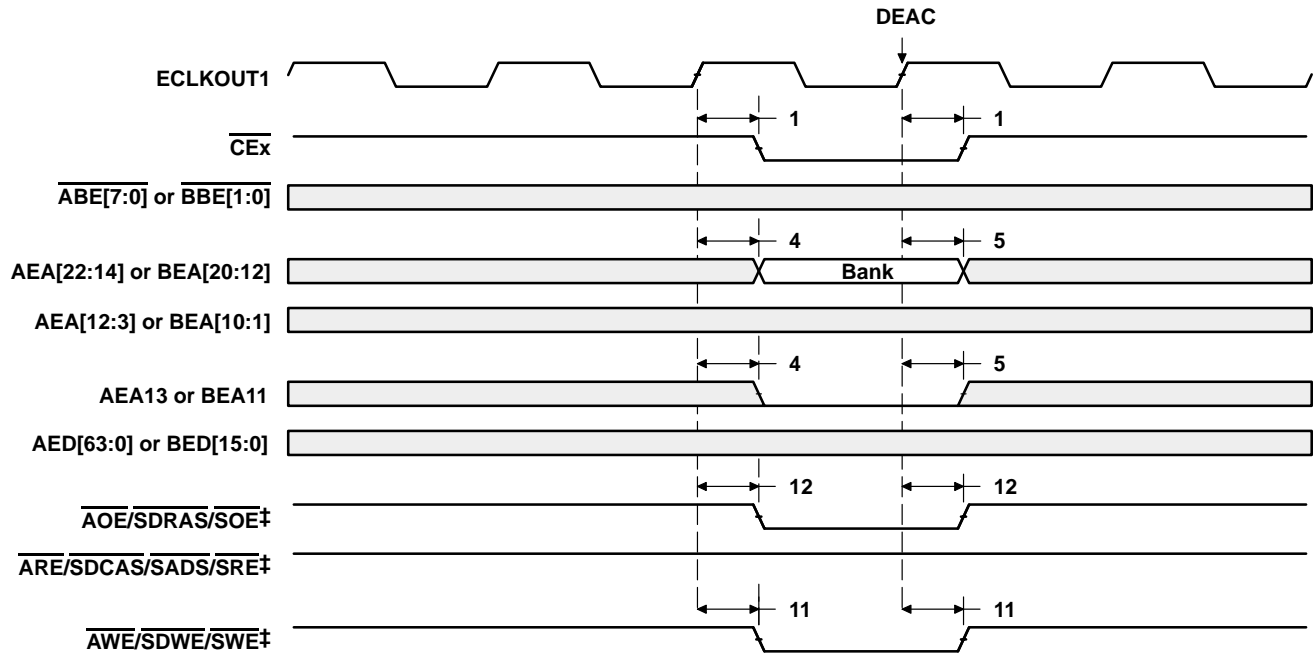 DEAC
ECLKOUT1
1 1
CEx
ABE[7:0] or BBE[1:0]
4 5
AEA[22:14] or BEA[20:12] Bank
AEA[12:3] or BEA[10:1]
4 5
AEA13 or BEA11
AED[63:0] or BED[15:0]
12 12
AOE/SDRAS/SOE‡
ARE/SDCAS/SADS/SRE‡
11 11
AWE/SDWE/SWE‡